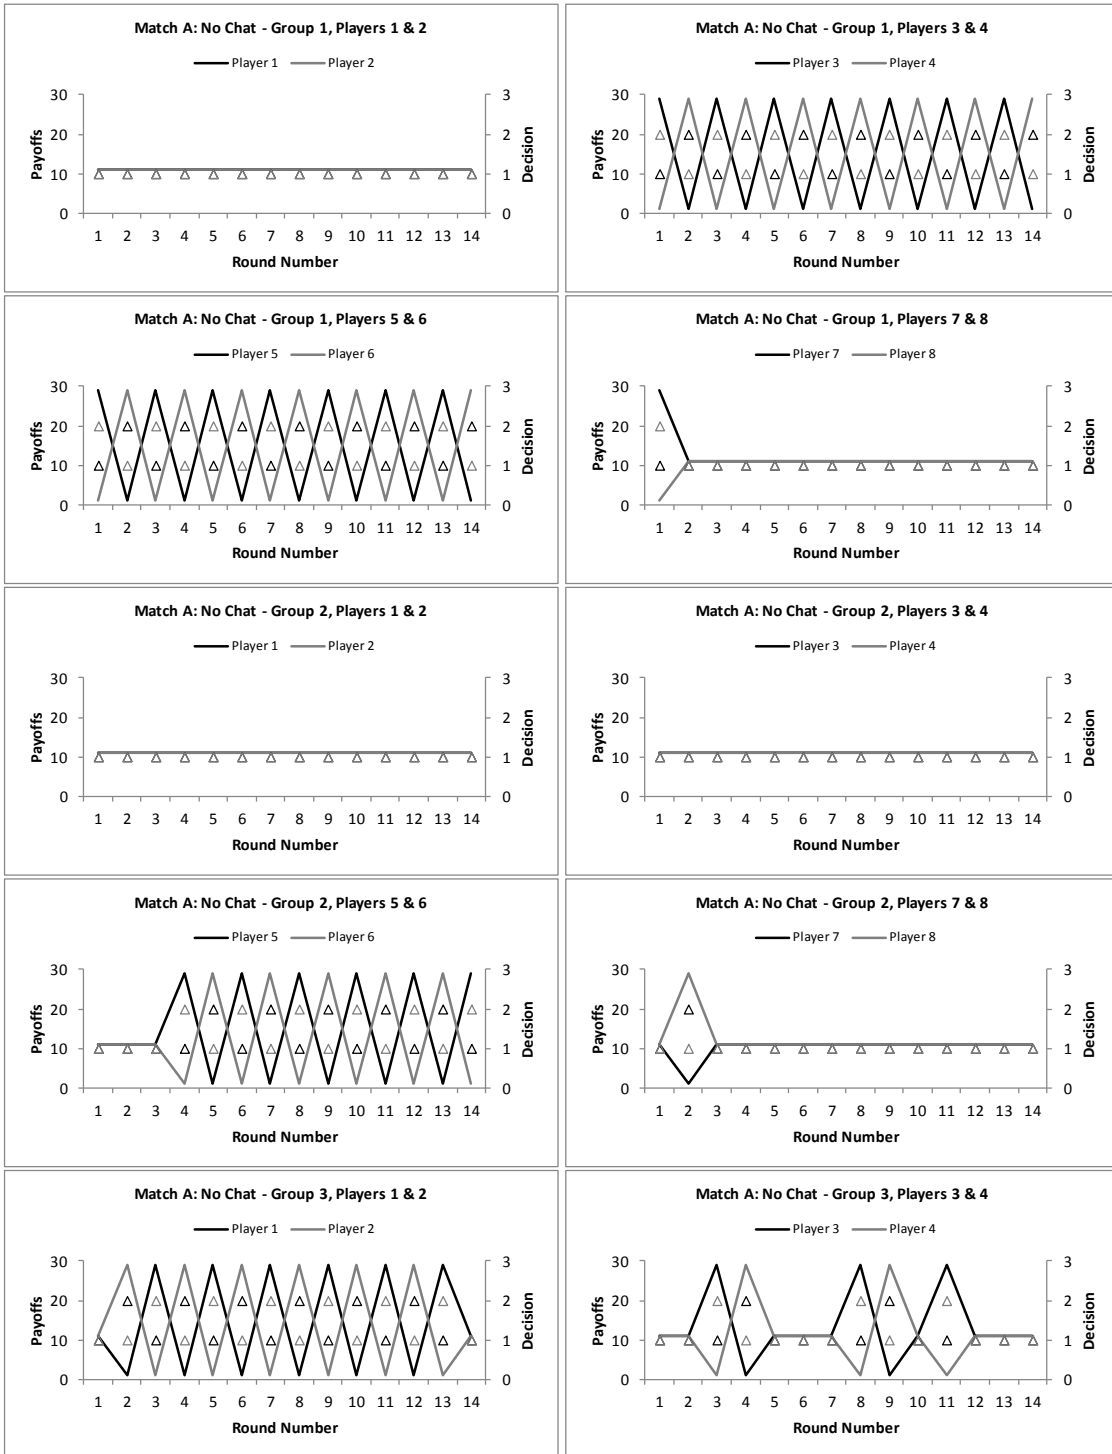 Match A: No Chat - Group 1, Players 1 & 2
Player 1 Player 2
30 3
20 2
10 1
0 0
Payoffs
Decision
1 2 3 4 5 6 7 8 9 10 11 12 13 14
Round Number
Match A: No Chat - Group 1, Players 3 & 4
Player 3 Player 4
30 3
20 2
10 1
0 0
Payoffs
Decision
1 2 3 4 5 6 7 8 9 10 11 12 13 14
Round Number
Match A: No Chat - Group 1, Players 5 & 6
Player 5 Player 6
30 3
20 2
10 1
0 0
Payoffs
Decision
1 2 3 4 5 6 7 8 9 10 11 12 13 14
Round Number
Match A: No Chat - Group 1, Players 7 & 8
Player 7 Player 8
30 3
20 2
10 1
0 0
Payoffs
Decision
1 2 3 4 5 6 7 8 9 10 11 12 13 14
Round Number
Match A: No Chat - Group 2, Players 1 & 2
Player 1 Player 2
30 3
20 2
10 1
0 0
Payoffs
Decision
1 2 3 4 5 6 7 8 9 10 11 12 13 14
Round Number
Match A: No Chat - Group 2, Players 3 & 4
Player 3 Player 4
30 3
20 2
10 1
0 0
Payoffs
Decision
1 2 3 4 5 6 7 8 9 10 11 12 13 14
Round Number
Match A: No Chat - Group 2, Players 5 & 6
Player 5 Player 6
30 3
20 2
10 1
0 0
Payoffs
Decision
1 2 3 4 5 6 7 8 9 10 11 12 13 14
Round Number
Match A: No Chat - Group 2, Players 7 & 8
Player 7 Player 8
30 3
20 2
10 1
0 0
Payoffs
Decision
1 2 3 4 5 6 7 8 9 10 11 12 13 14
Round Number
Match A: No Chat - Group 3, Players 1 & 2
Player 1 Player 2
30 3
20 2
10 1
0 0
Payoffs
Decision
1 2 3 4 5 6 7 8 9 10 11 12 13 14
Round Number
Match A: No Chat - Group 3, Players 3 & 4
Player 3 Player 4
30 3
20 2
10 1
0 0
Payoffs
Decision
1 2 3 4 5 6 7 8 9 10 11 12 13 14
Round Number